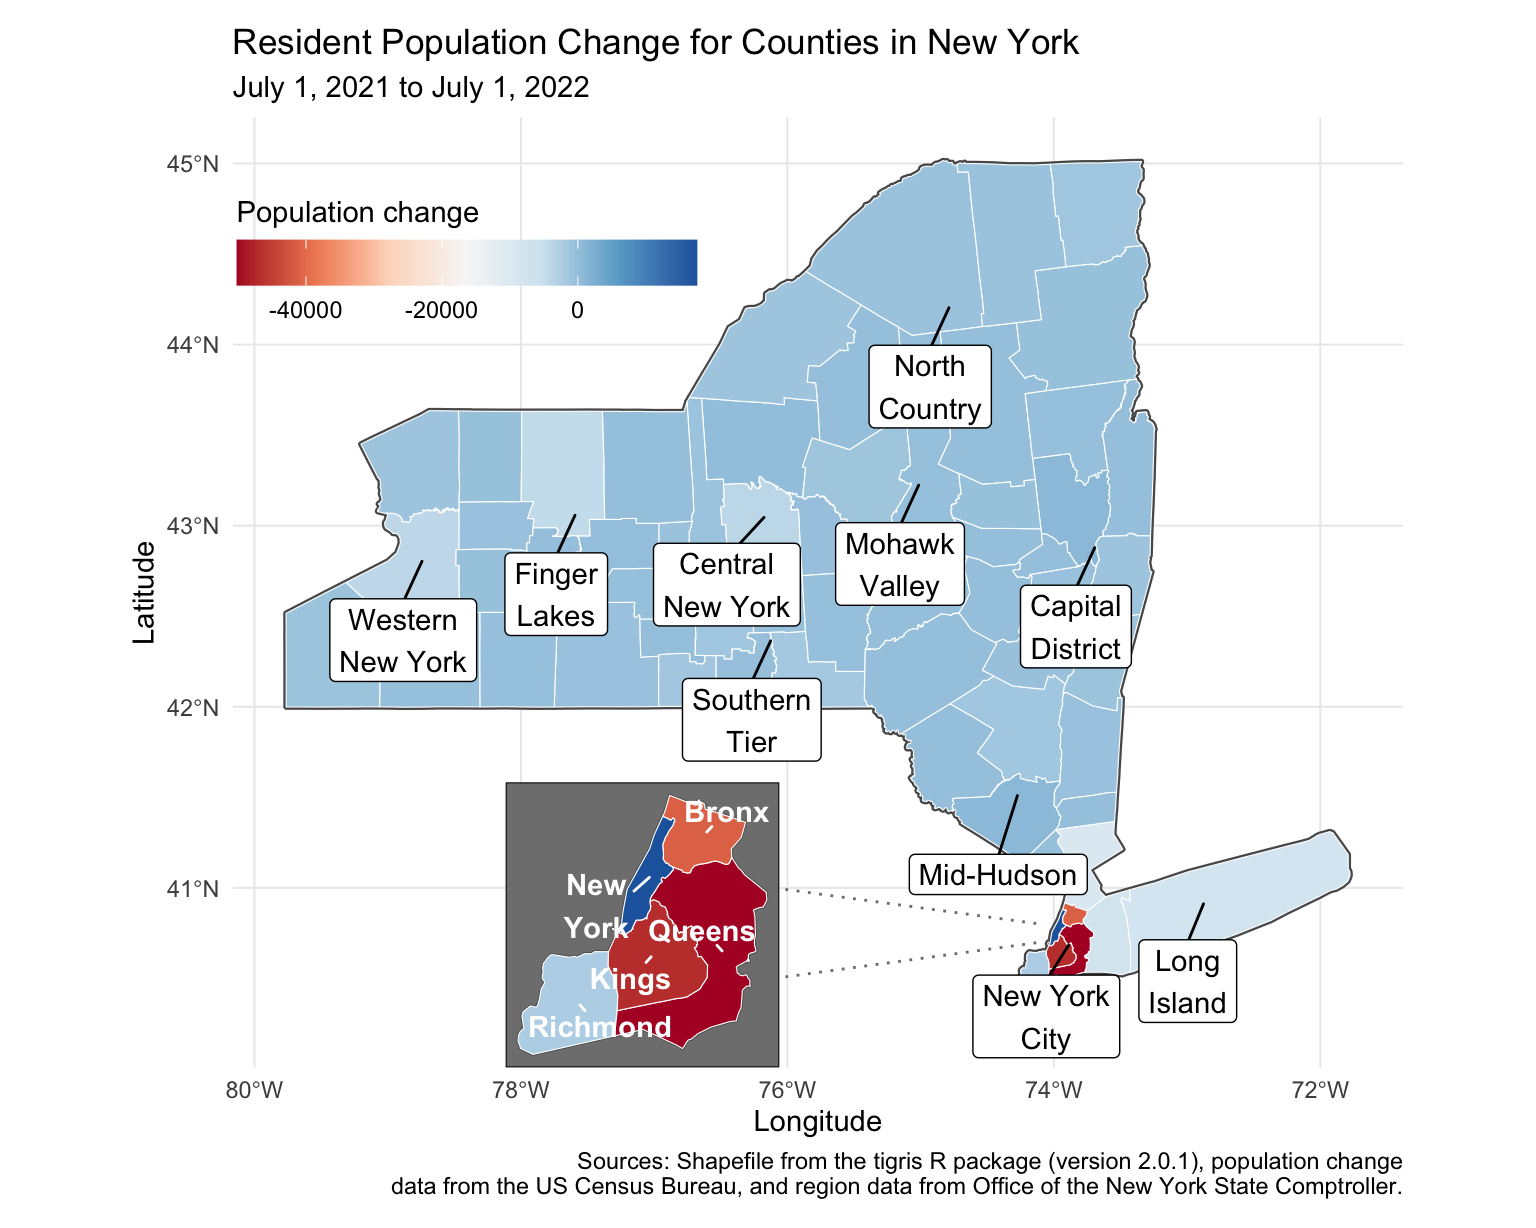 Resident Population Change for Counties in New York
July 1, 2021 to July 1, 2022
45°N
44°N
43°N
42°N
41°N
Latitude
Population change
-40000
-20000
0
North
Country
Mohawk
Valley
Central
New York
Finger
Lakes
Western
New York
Capital
District
Southern
Tier
Mid-Hudson
Long
Island
New York
City
Bronx
New
York
Queens
Kings
Richmond
80°W
78°W
76°W
74°W
72°W
Longitude
Sources: Shapefile from the tigris R package (version 2.0.1), population change
data from the US Census Bureau, and region data from Office of the New York State Comptroller.